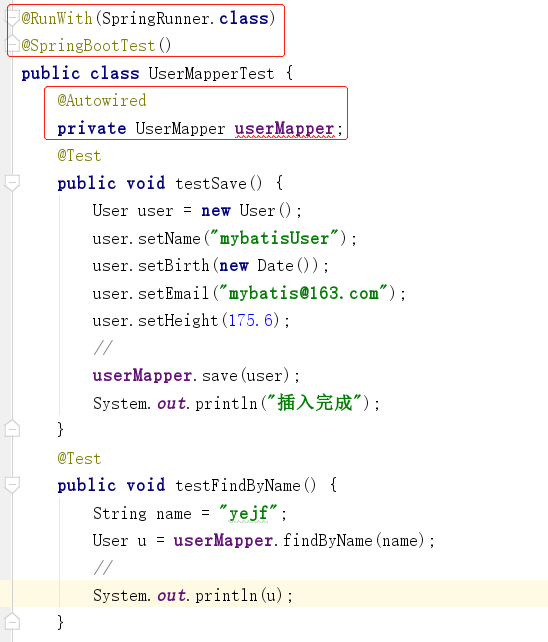 @RunWith(SpringRunner.class)
@SpringBootTest()
public class UserMapperTest {
@Autowired
private UserMapper userMapper;
@Test
public void testSave() {
User user = new User();
user.setName("mybatisUser");
user.setBirth(new Date());
user.setEmail("mybatis@163.com");
user.setHeight(175.6);
//
userMapper.save(user);
System.out.println("插入完成");
}
@Test
public void testFindByName() {
String name = "yejf";
User u = userMapper.findByName(name);
//
System.out.println(u);
}